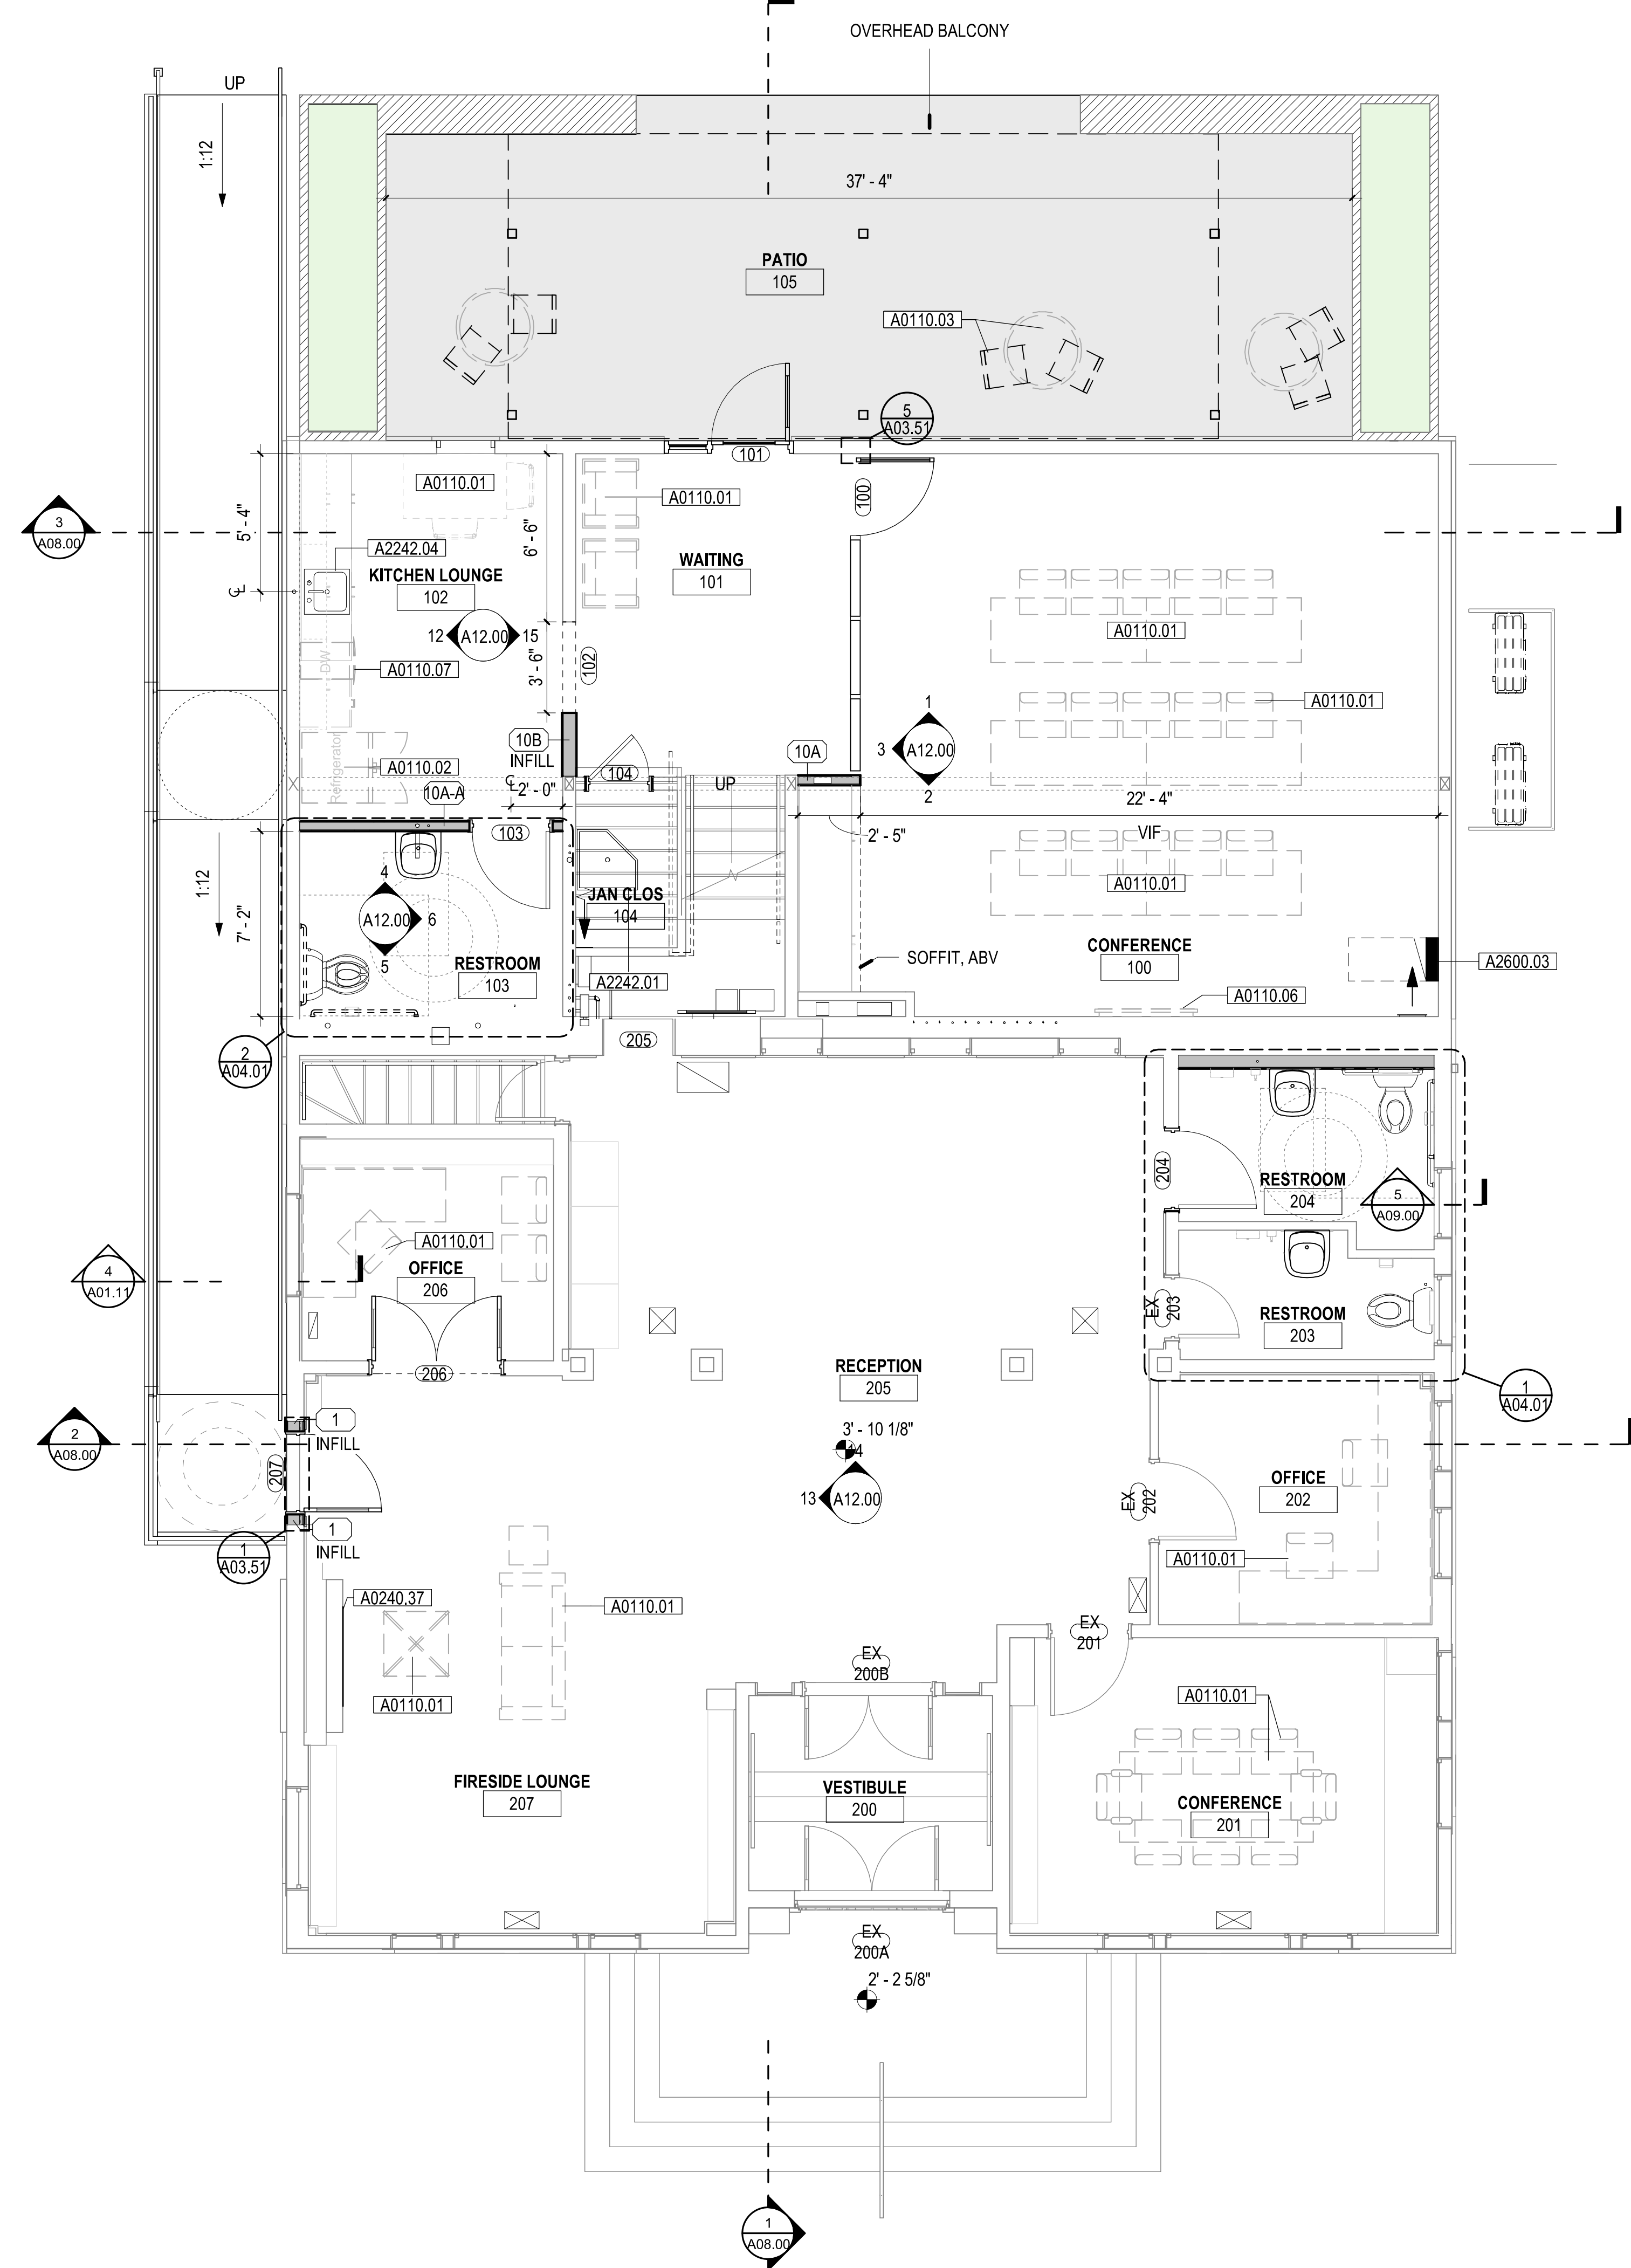 OVERHEAD BALCONY
UP
1:12
37' - 4"
PATIO
105
A0110.03
5
A03.51
101
A0110.01
A0110.01
100
3
A08.00
5' - 4"
6' - 6"
A2242.04
KITCHEN LOUNGE
102
WAITING
101
12
A12.00
15
A0110.01
DW
A0110.07
3' - 6"
102
A0110.01
1
3
A12.00
2
10B
INFILL
10A
Refrigerator
A0110.02
104
10A-A
2' - 0"
UP
22' - 4"
VIF
2' - 5"
103
1:12
7' - 2"
4
A12.00
6
5
JAN CLOS
104
A0110.01
RESTROOM
103
SOFFIT, ABV
CONFERENCE
100
A2600.03
A2242.01
A0110.06
2
A04.01
205
204
RESTROOM
204
5
A09.00
A0110.01
OFFICE
206
4
A01.11
EX
203
RESTROOM
203
206
RECEPTION
205
1
A04.01
1
INFILL
3' - 10 1/8"
14
2
A08.00
207
13
A12.00
OFFICE
202
EX
202
1
INFILL
1
A03.51
A0110.01
A0240.37
A0110.01
EX
201
EX
200B
A0110.01
A0110.01
FIRESIDE LOUNGE
207
VESTIBULE
200
CONFERENCE
201
EX
200A
2' - 2 5/8"
1
A08.00